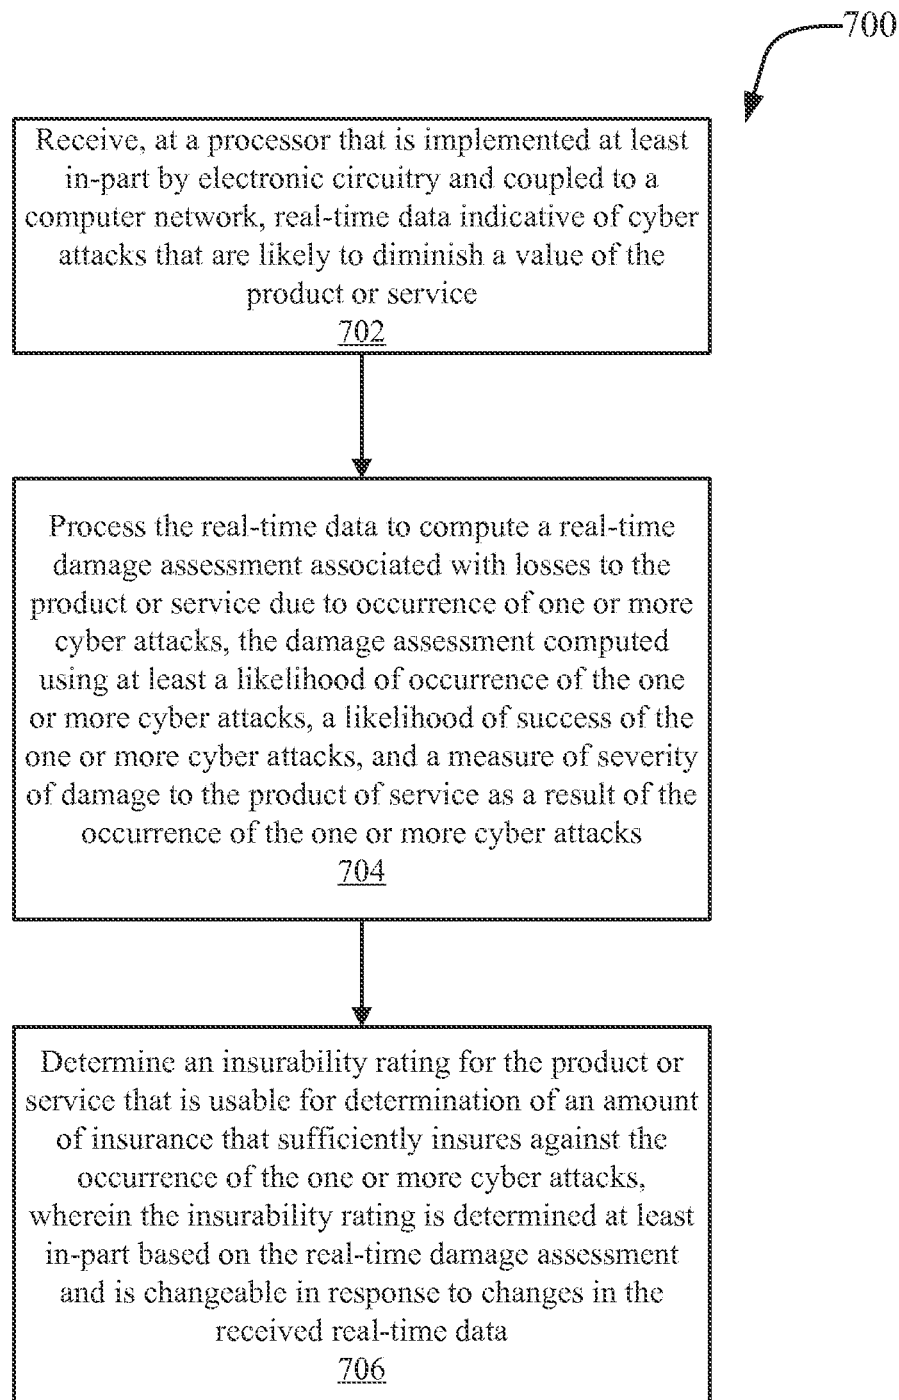 700
Receive, at a processor that is implemented at least
in-part by electronic circuitry and coupled to a
computer network, real-time data indicative of cyber
attacks that are likely to diminish a value of the
product or service
702
Process the real-time data to compute a real-time
damage assessment associated with losses to the
product or service due to occurrence of one or more
cyber attacks, the damage assessment computed
using at least a likelihood of occurrence of the one
or more cyber attacks, a likelihood of success of the
one or more cyber attacks, and a measure of severity
of damage to the product of service as a result of the
occurrence of the one or more cyber attacks
704
Determine an insurability rating for the product or
service that is usable for determination of an amount
of insurance that sufficiently insures against the
occurrence of the one or more cyber attacks,
wherein the insurability rating is determined at least
in-part based on the real-time damage assessment
and is changeable in response to changes in the
received real-time data
706